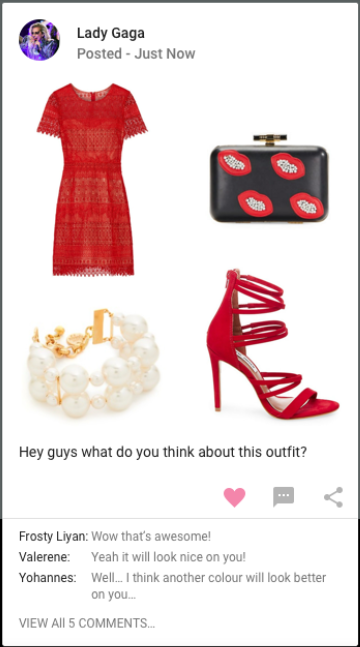 Lady Gaga
Posted - Just Now
Hey guys what do you think about this outfit?
Frosty Liyan: Wow that's awesome!
Valerene: Yeah it will look nice on you!
Yohannes: Well... I think another colour will look better
on you...
VIEW All 5 COMMENTS...